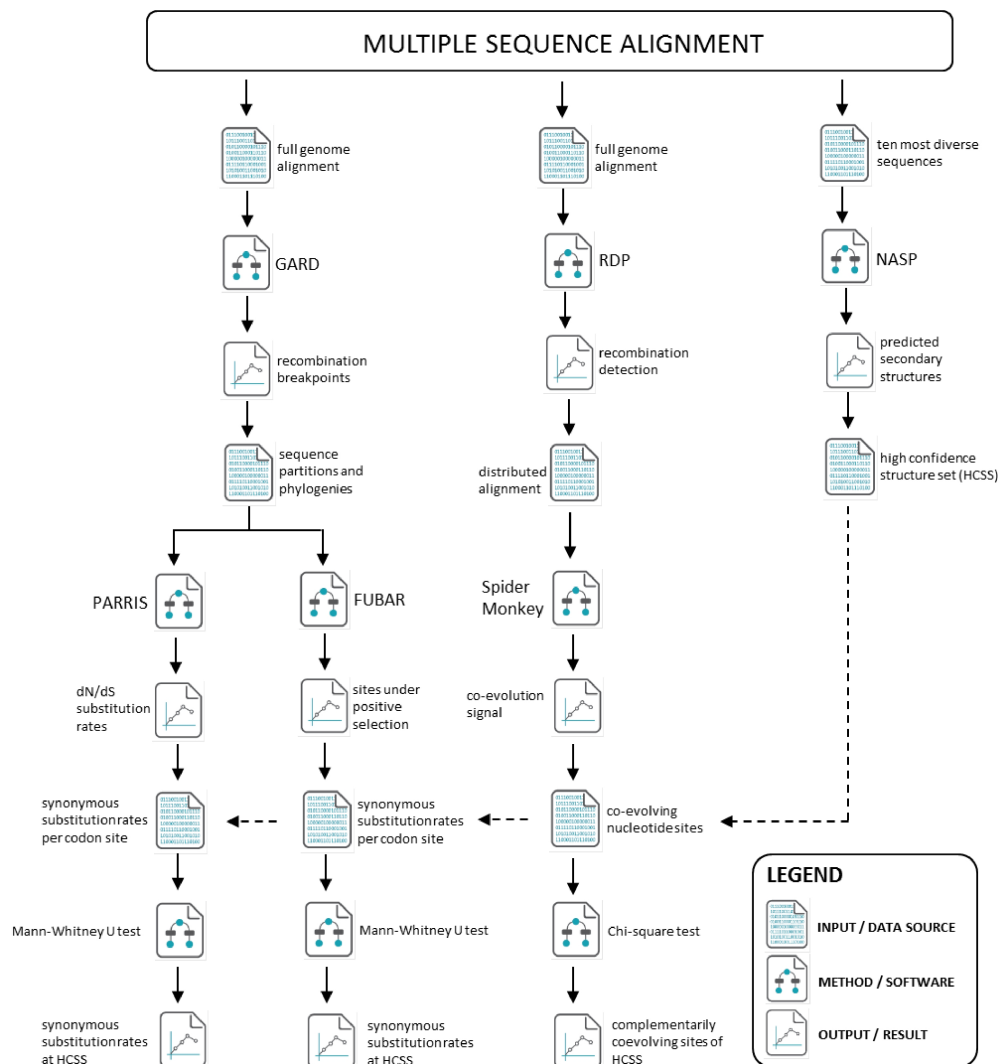 MULTIPLE SEQUENCE ALIGNMENT
full genome
alignment
full genome
alignment
ten most diverse
sequences
GARD
RDP
NASP
recombination
breakpoints
recombination
detection
predicted
secondary
structures
sequence
partitions and
phylogenies
distributed
alignment
high confidence
structure set (HCSS)
PARRIS
FUBAR
Spider
Monkey
dN/dS
substitution
rates
sites under
positive
selection
co-evolution
signal
synonymous
substitution rates
per codon site
synonymous
substitution rates
per codon site
co-evolving
nucleotide sites
Mann-Whitney U test
Mann-Whitney U test
Chi-square test
synonymous
substitution rates
at HCSS
synonymous
substitution rates
at HCSS
complementarily
coevolving sites of
HCSS
LEGEND
INPUT / DATA SOURCE
METHOD / SOFTWARE
OUTPUT / RESULT